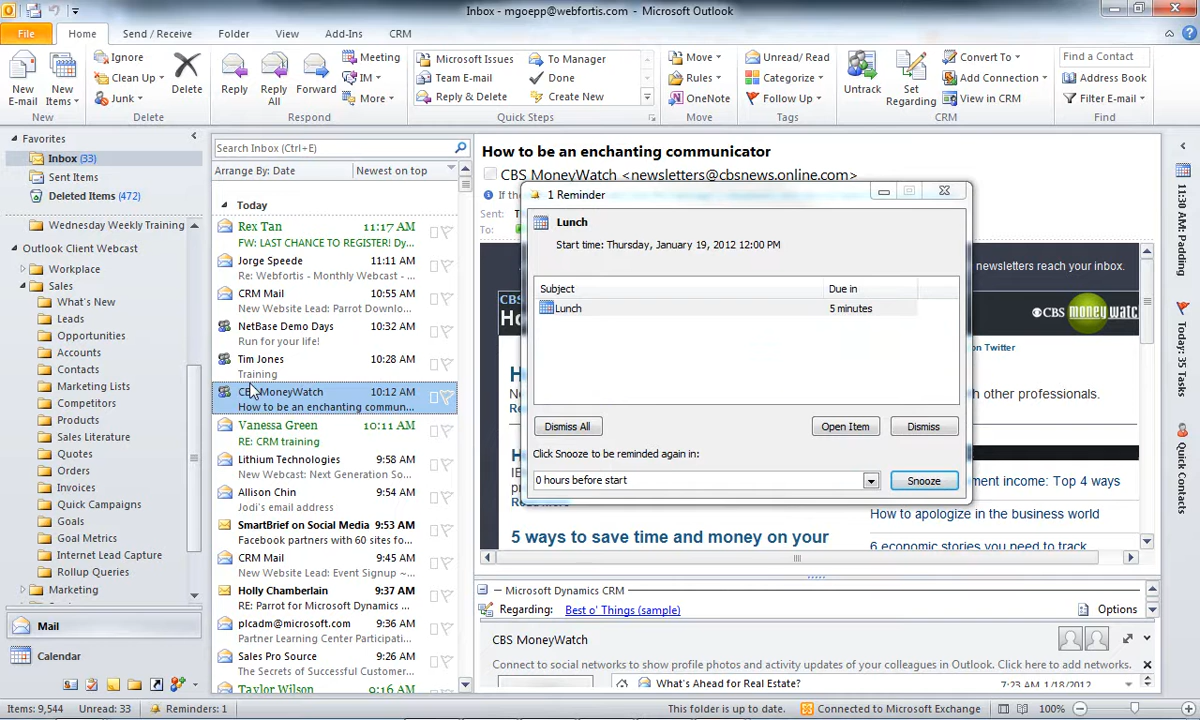 Inbox - mgoepp@webfortis.com - Microsoft Outlook
File Home Send / Receive Folder View Add-Ins CRM
New E-mail
New Items
New
Ignore
Clean Up
Junk
Delete
Delete
Reply
Reply All
Forward
Meeting
IM
More
Respond
Microsoft Issues
Team E-mail
Reply & Delete
To Manager
Done
Create New
Quick Steps
Move
Rules
OneNote
Move
Unread/ Read
Categorize
Follow Up
Tags
Untrack
Set Regarding
Convert To
Add Connection
View in CRM
CRM
Find a Contact
Address Book
Filter E-mail
Find
Favorites
Inbox (33)
Sent Items
Deleted Items (472)
Wednesday Weekly Training
Outlook Client Webcast
Workplace
Sales
What's New
Leads
Opportunities
Accounts
Contacts
Marketing Lists
Competitors
Products
Sales Literature
Quotes
Orders
Invoices
Quick Campaigns
Goals
Goal Metrics
Internet Lead Capture
Rollup Queries
Marketing
Mail
Calendar
Search Inbox (Ctrl+E)
Arrange By: Date Newest on top
Today
Rex Tan 11:17 AM
FW: LAST CHANCE TO REGISTER! Dy...
Jorge Speede 11:11 AM
Re: Webfortis - Monthly Webcast - ...
CRM Mail 10:55 AM
New Website Lead: Parrot Downlo...
NetBase Demo Days 10:32 AM
Run for your life!
Tim Jones 10:28 AM
Training
CBS MoneyWatch 10:12 AM
How to be an enchanting commun...
Vanessa Green 10:11 AM
RE: CRM training
Lithium Technologies 9:58 AM
New Webcast: Next Generation So...
Allison Chin 9:54 AM
Jodi's email address
SmartBrief on Social Media 9:53 AM
Facebook partners with 60 sites fo...
CRM Mail 9:45 AM
New Website Lead: Event Signup ~...
Holly Chamberlain 9:37 AM
RE: Parrot for Microsoft Dynamics ...
plcadm@microsoft.com 9:34 AM
Partner Learning Center Participati...
Sales Pro Source 9:26 AM
The Secrets of Successful Customer...
Taylor Wilson 9:16 AM
How to be an enchanting communicator
CBS MoneyWatch <newsletters@cbsnews.online.com>
If the
Sent: T
To:
1 Reminder
Lunch
Start time: Thursday, January 19, 2012 12:00 PM
Subject Due in
Lunch 5 minutes
Dismiss All Open Item Dismiss
Click Snooze to be reminded again in:
0 hours before start Snooze
newsletters reach your inbox.
CBS
CBS money watc
on Twitter
other professionals.
ment income: Top 4 ways
How to apologize in the business world
6 economic stories you need to track
5 ways to save time and money on your
Microsoft Dynamics CRM
Regarding: Best o' Things (sample) Options
CBS MoneyWatch
Connect to social networks to show profile photos and activity updates of your colleagues in Outlook. Click here to add networks.
What's Ahead for Real Estate? 7:23 AM 1/18/2012
11:30 AM: Padding
Today: 35 Tasks
Quick Contacts
Items: 9,544 Unread: 33 Reminders: 1 This folder is up to date. Connected to Microsoft Exchange 100%